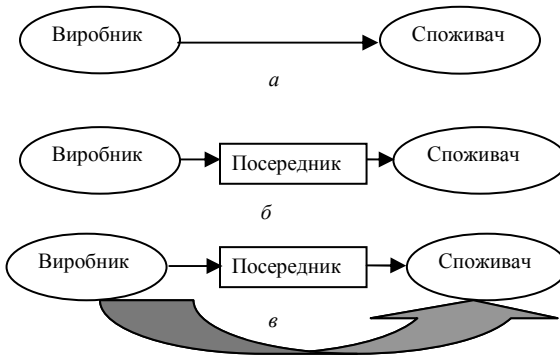 Виробник Споживач
а
Виробник Посередник Споживач
б
Виробник Посередник Споживач
в